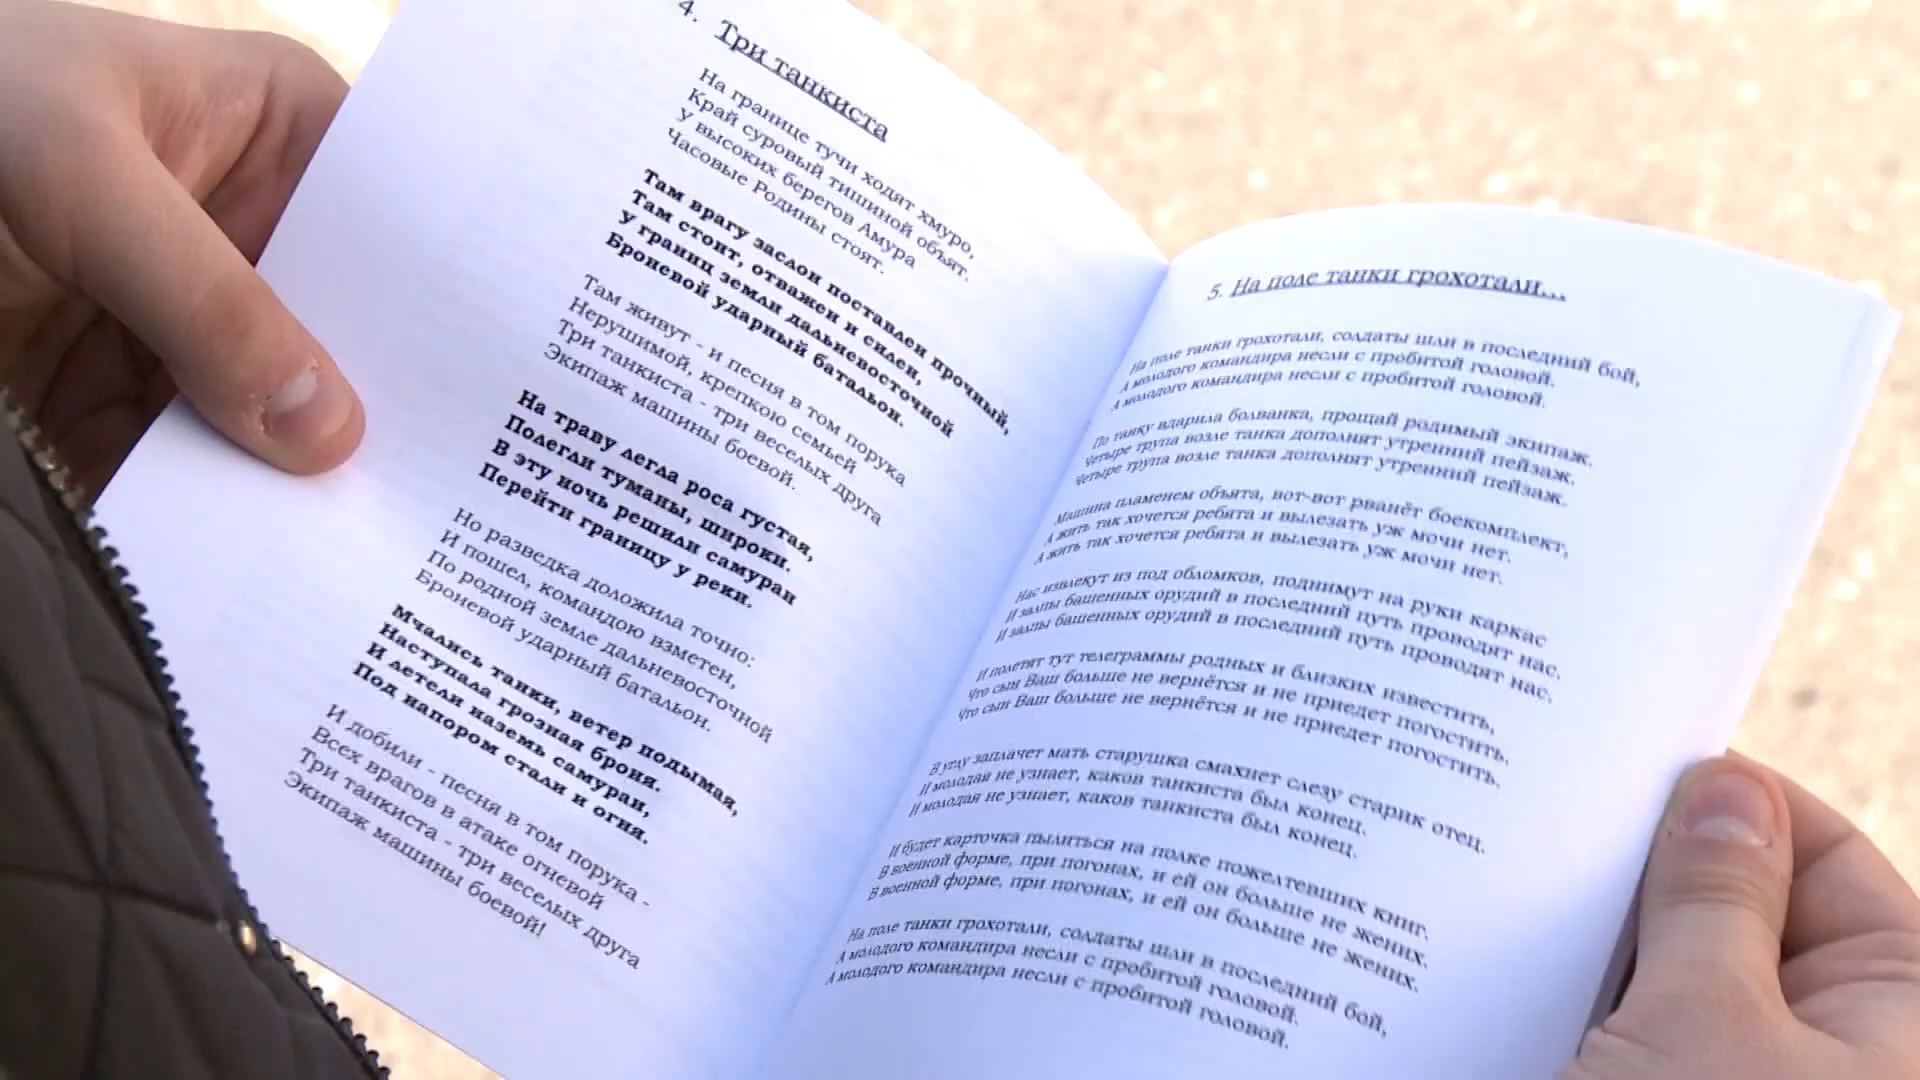 4. Три танкиста
На границе тучи ходят хмуро,
Край суровый тишиной объят.
У высоких берегов Амура
Часовые Родины стоят.
Там врагу заслон поставлен прочный,
Там стоит, отважен и силен,
У границ земли дальневосточной
Броневой ударный батальон.
Там живут - и песня в том порука
Нерушимой, крепкою семьей
Три танкиста - три веселых друга
Экипаж машины боевой.
На траву легла роса густая,
Полегли туманы, широки.
В эту ночь решили самураи
Перейти границу у реки.
Но разведка доложила точно:
И пошел, командою взметен,
По родной земле дальневосточной
Броневой ударный батальон.
Мчались танки, ветер подымая,
Наступала грозная броня.
И летели наземь самураи,
Под напором стали и огня.
И добили - песня в том порука -
Всех врагов в атаке огневой
Три танкиста - три веселых друга
Экипаж машины боевой!
5. На поле танки грохотали...
На поле танки грохотали, солдаты шли в последний бой,
А молодого командира несли с пробитой головой.
А молодого командира несли с пробитой головой.
По танку вдарила болванка, прощай родимый экипаж.
Четыре трупа возле танка дополнят утренний пейзаж.
Четыре трупа возле танка дополнят утренний пейзаж.
Машина пламенем объята, вот-вот рванёт боекомплект,
А жить так хочется ребята и вылезать уж мочи нет.
А жить так хочется ребята и вылезать уж мочи нет.
Нас извлекут из под обломков, поднимут на руки каркас
И залпы башенных орудий в последний путь проводят нас.
И залпы башенных орудий в последний путь проводят нас.
И полетят тут телеграммы родных и близких известить,
Что сын Ваш больше не вернётся и не приедет погостить.
Что сын Ваш больше не вернётся и не приедет погостить.
В углу заплачет мать старушка смахнет слезу старик отец.
И молодая не узнает, каков танкиста был конец.
И молодая не узнает, каков танкиста был конец.
И будет карточка пылиться на полке пожелтевших книг.
В военной форме, при погонах, и ей он больше не жених.
В военной форме, при погонах, и ей он больше не жених.
На поле танки грохотали, солдаты шли в последний бой,
А молодого командира несли с пробитой головой.
А молодого командира несли с пробитой головой.